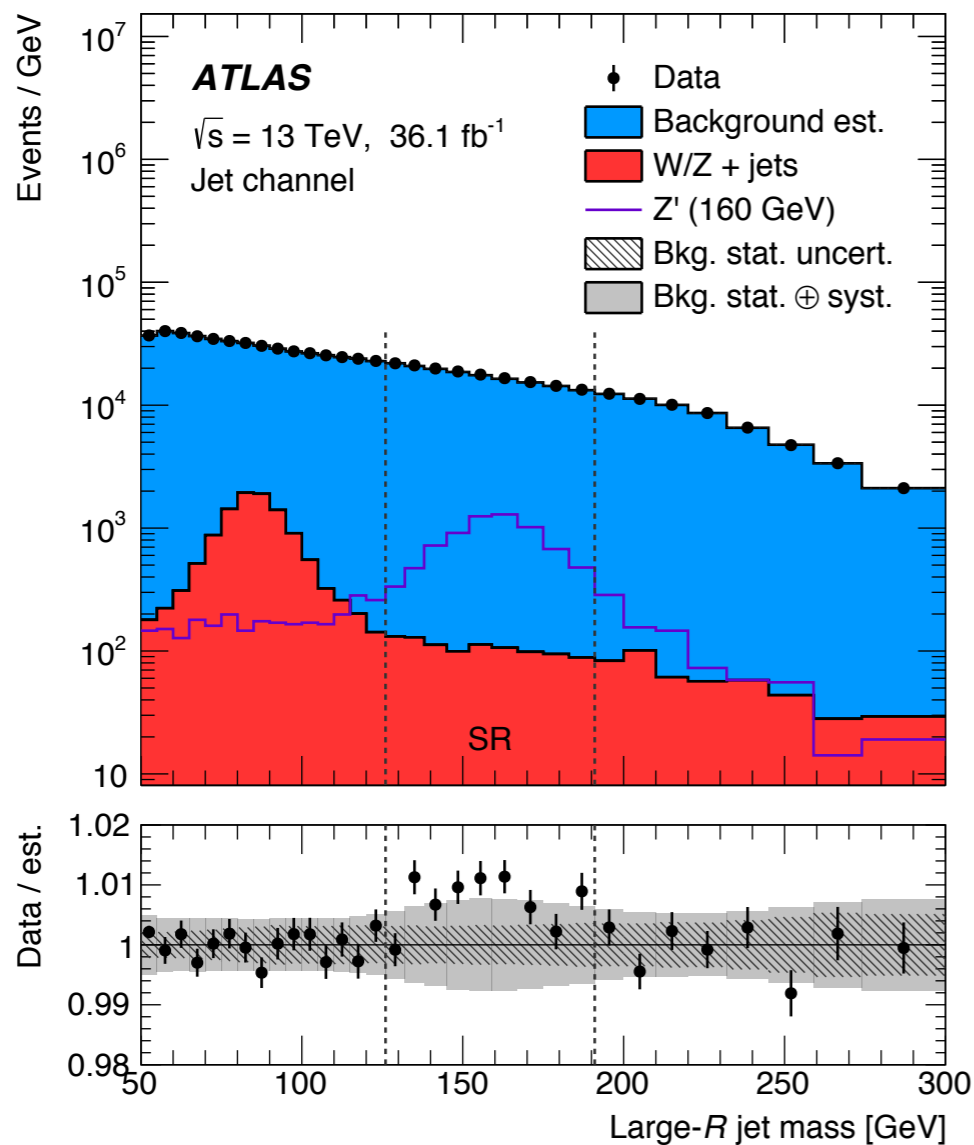 Events / GeV
10⁷
10⁶
10⁵
10⁴
10³
10²
10
ATLAS
√s = 13 TeV, 36.1 fb⁻¹
Jet channel
Data
Background est.
W/Z + jets
Z' (160 GeV)
Bkg. stat. uncert.
Bkg. stat. ⊕ syst.
SR
Data / est.
1.02
1.01
1
0.99
0.98
50 100 150 200 250 300
Large-R jet mass [GeV]